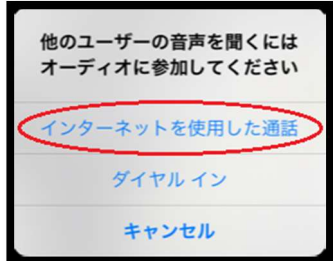 他のユーザーの音声を聞くには
オーディオに参加してください
インターネットを使用した通話
ダイヤル イン
キャンセル